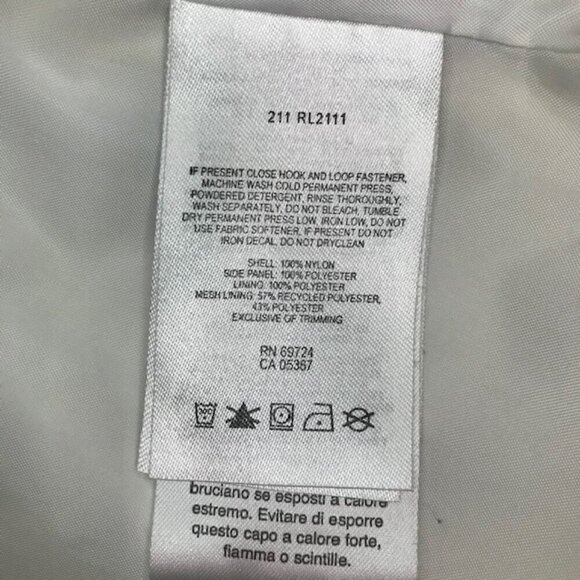 211 RL2111
IF PRESENT CLOSE HOOK AND LOOP FASTENER,
MACHINE WASH COLD PERMANENT PRESS,
POWDERED DETERGENT, RINSE THOROUGHLY,
WASH SEPARATELY, DO NOT BLEACH, TUMBLE
DRY PERMANENT PRESS LOW, IRON LOW, DO NOT
USE FABRIC SOFTENER. IF PRESENT DO NOT
IRON DECAL, DO NOT DRYCLEAN
SHELL: 100% NYLON
SIDE PANEL: 100% POLYESTER
LINING: 100% POLYESTER
MESH LINING: 57% RECYCLED POLYESTER,
43% POLYESTER
EXCLUSIVE OF TRIMMING
RN 69724
CA 05367
bruciano se esposti a calore
estremo. Evitare di esporre
questo capo a calore forte,
fiamma o scintille.